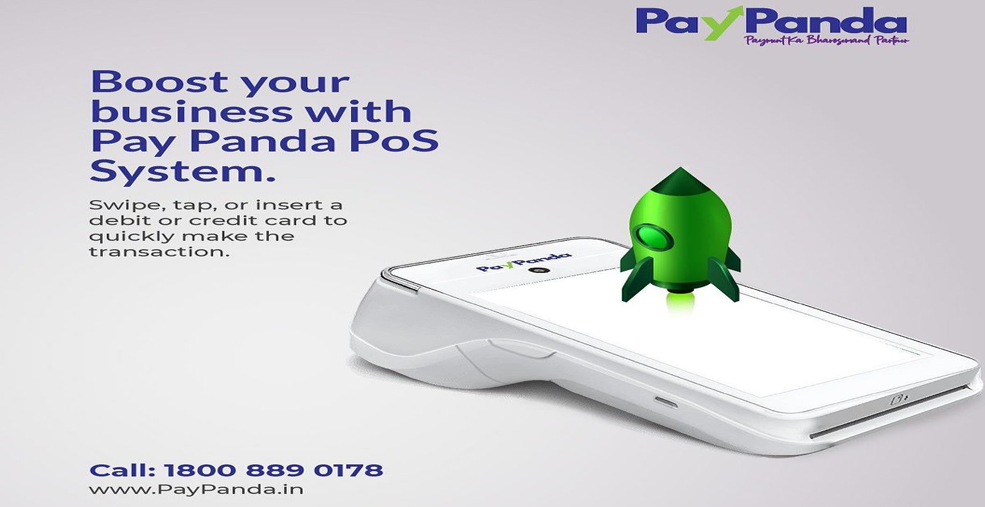 PayPanda
Payment Ka Bharosemand Partner
Boost your
business with
Pay Panda PoS
System.
Swipe, tap, or insert a
debit or credit card to
quickly make the
transaction.
PayPanda
Call: 1800 889 0178
www.PayPanda.in